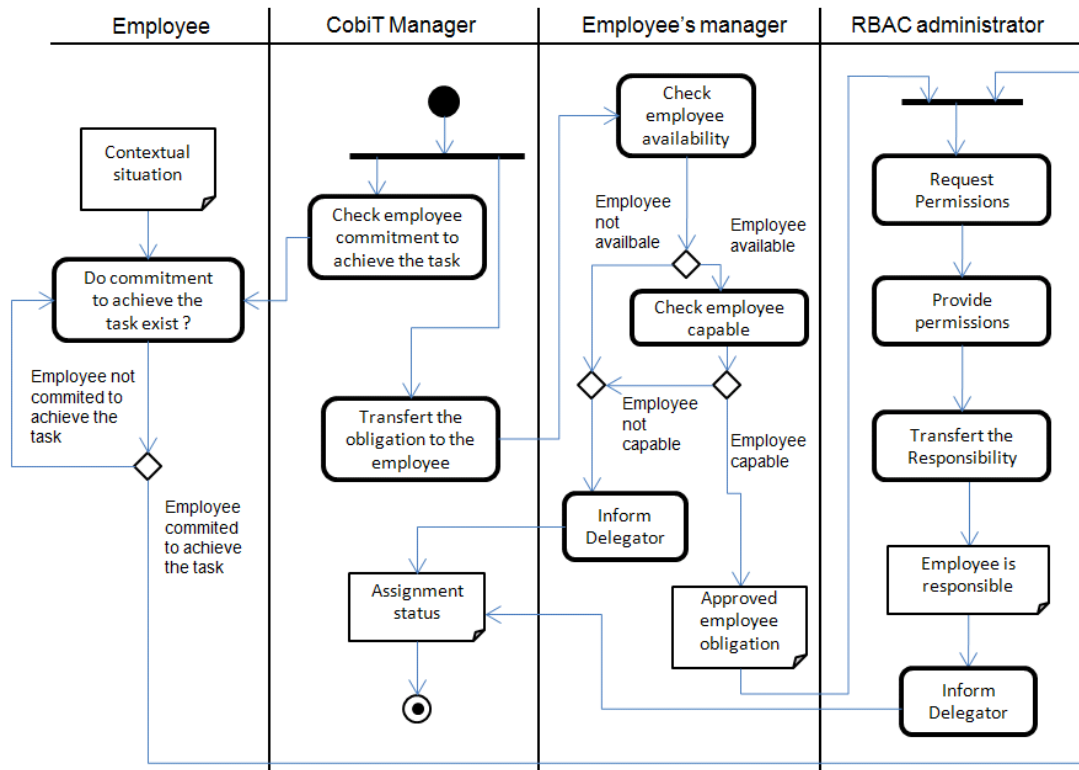 Employee
CobiT Manager
Employee's manager
RBAC administrator
Contextual
situation
Do commitment
to achieve the
task exist ?
Employee not
commited to
achieve the
task
Employee
commited to
achieve
the task
Check employee
commitment to
achieve the task
Transfert the
obligation to the
employee
Assignment
status
Check
employee
availability
Employee
not
availbale
Employee
available
Check employee
capable
Employee
not
capable
Employee
capable
Inform
Delegator
Approved
employee
obligation
Request
Permissions
Provide
permissions
Transfert the
Responsibility
Employee is
responsible
Inform
Delegator